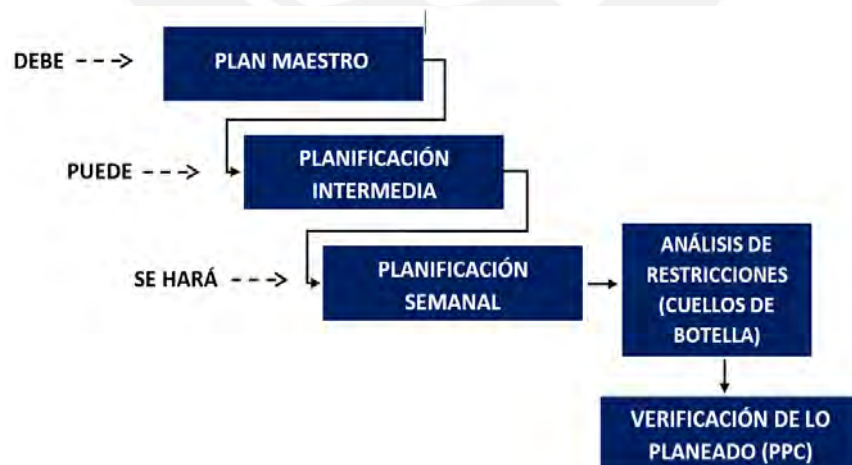 DEBE
PLAN MAESTRO
PUEDE
PLANIFICACIÓN
INTERMEDIA
SE HARÁ
PLANIFICACIÓN
SEMANAL
ANÁLISIS DE
RESTRICCIONES
(CUELLOS DE
BOTELLA)
VERIFICACIÓN DE LO
PLANEADO (PPC)